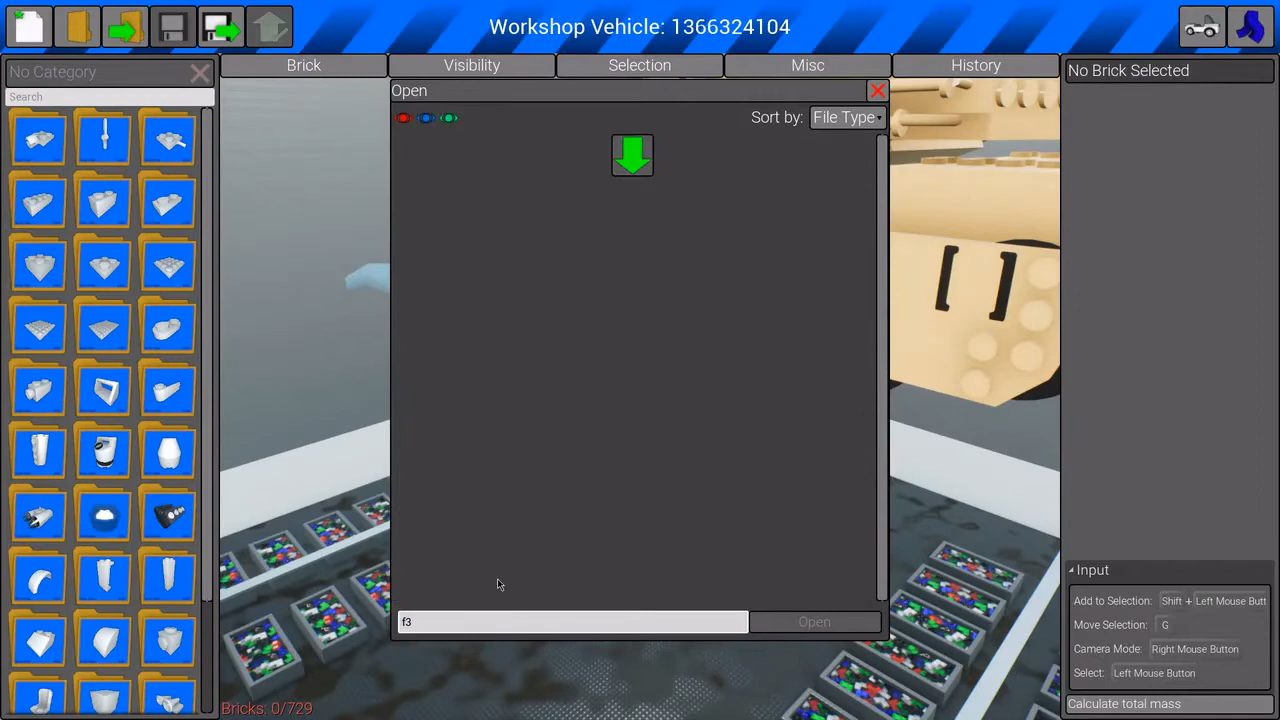 Workshop Vehicle: 1366324104
No Category
Search
Brick
Visibility
Selection
Misc
History
No Brick Selected
Open
Sort by: File Type
f3
Open
Input
Add to Selection: Shift + Left Mouse Butt
Move Selection: G
Camera Mode: Right Mouse Button
Select: Left Mouse Button
Calculate total mass
Bricks: 0/729